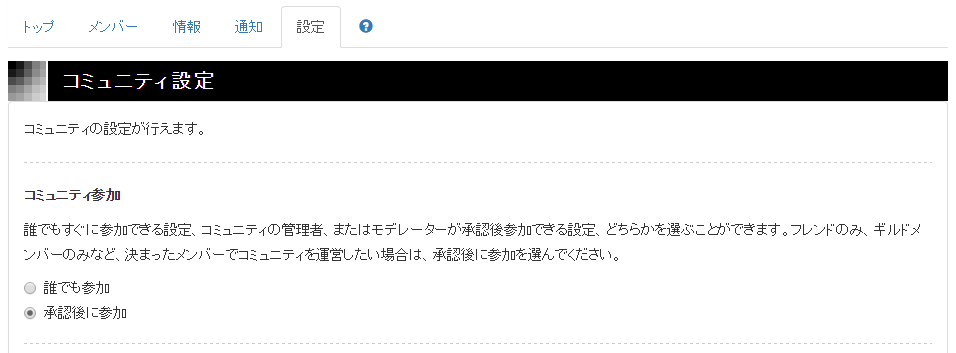 トップ メンバー 情報 通知 設定 ?
コミュニティ設定
コミュニティの設定が行えます。
コミュニティ参加
誰でもすぐに参加できる設定、コミュニティの管理者、またはモデレーターが承認後参加できる設定、どちらかを選ぶことができます。フレンドのみ、ギルドメ
ンバーのみなど、決まったメンバーでコミュニティを運営したい場合は、承認後に参加を選んでください。
誰でも参加
承認後に参加